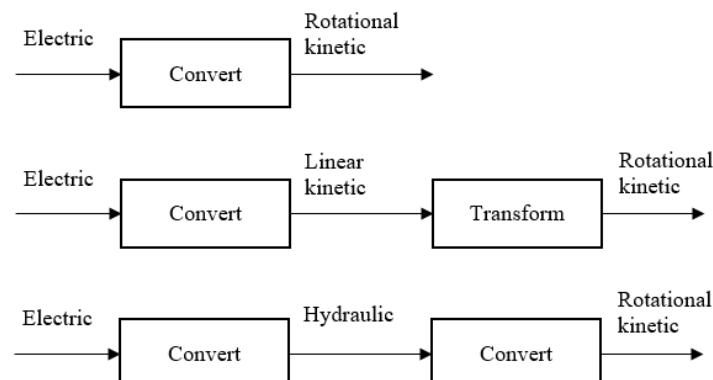 Electric
Convert
Rotational
kinetic
Electric
Convert
Linear
kinetic
Transform
Rotational
kinetic
Electric
Convert
Hydraulic
Convert
Rotational
kinetic